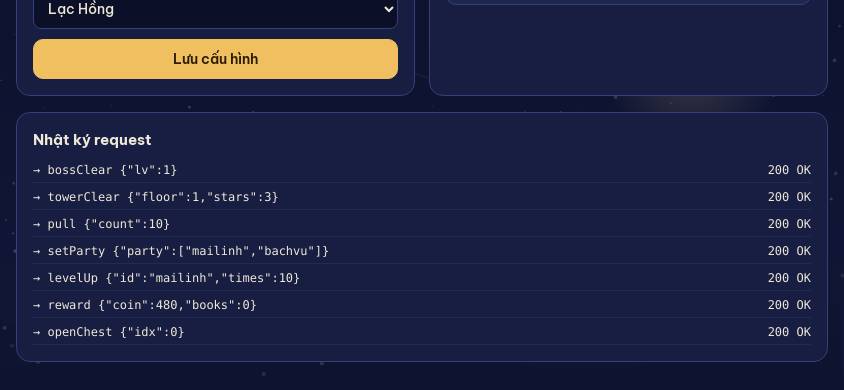 Lạc Hồng
Lưu cấu hình
Nhật ký request
→ bossClear {"lv":1} 200 OK
→ towerClear {"floor":1,"stars":3} 200 OK
→ pull {"count":10} 200 OK
→ setParty {"party":["mailinh","bachvu"]} 200 OK
→ levelUp {"id":"mailinh","times":10} 200 OK
→ reward {"coin":480,"books":0} 200 OK
→ openChest {"idx":0} 200 OK